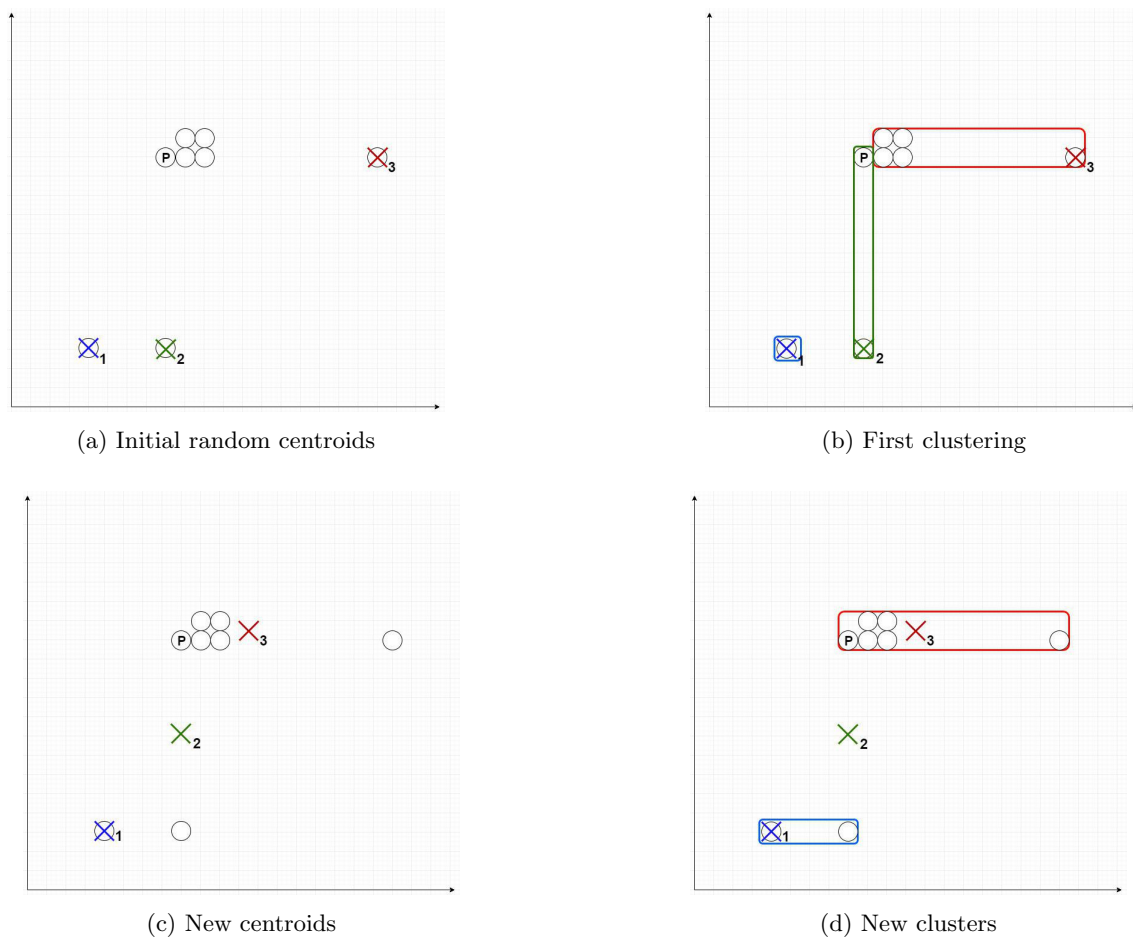 P
3
1
2
(a) Initial random centroids
P
3
1
2
(b) First clustering
P
3
2
1
(c) New centroids
P
3
2
1
(d) New clusters